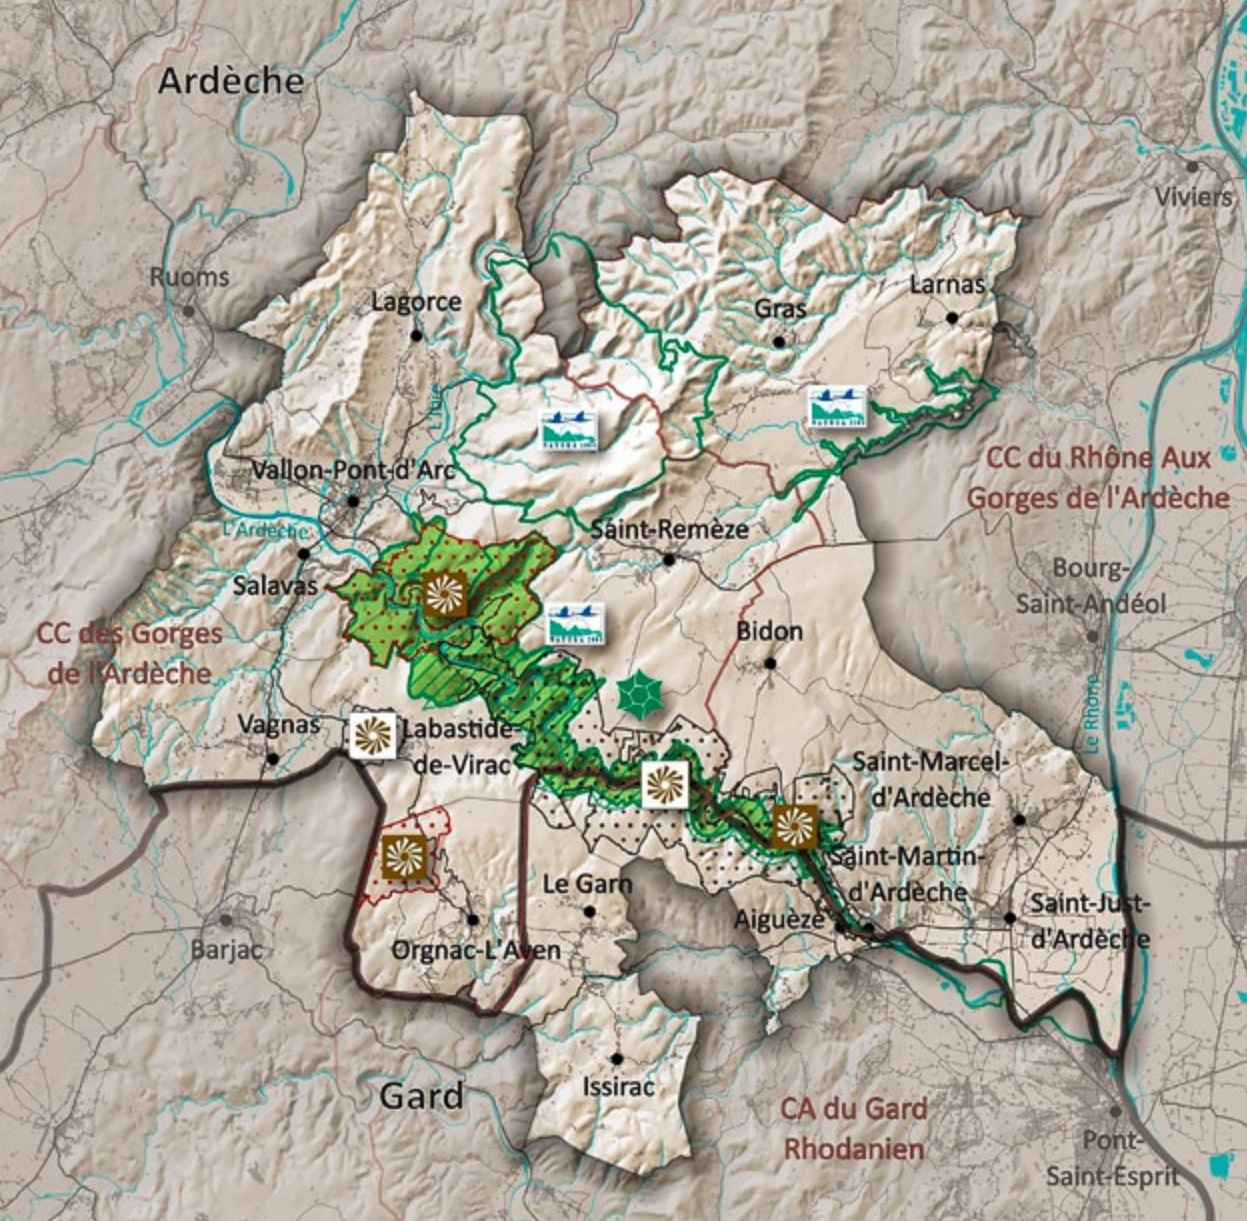 Ardèche
Viviers
Ruoms
Larnas
Lagorce
Gras
CC du Rhône Aux
Gorges de l'Ardèche
Vallon-Pont-d'Arc
L'Ardèche
Saint-Remèze
Salavas
Bourg-
Saint-Andéol
CC des Gorges
de l'Ardèche
Bidon
Le Rhône
Vagnas
Labastide-
de-Virac
Saint-Marcel-
d'Ardèche
Saint-Martin-
d'Ardèche
Le Garn
Aiguèze
Saint-Just-
d'Ardèche
Barjac
Orgnac-L'Aven
Issirac
Gard
CA du Gard
Rhodanien
Pont-
Saint-Esprit